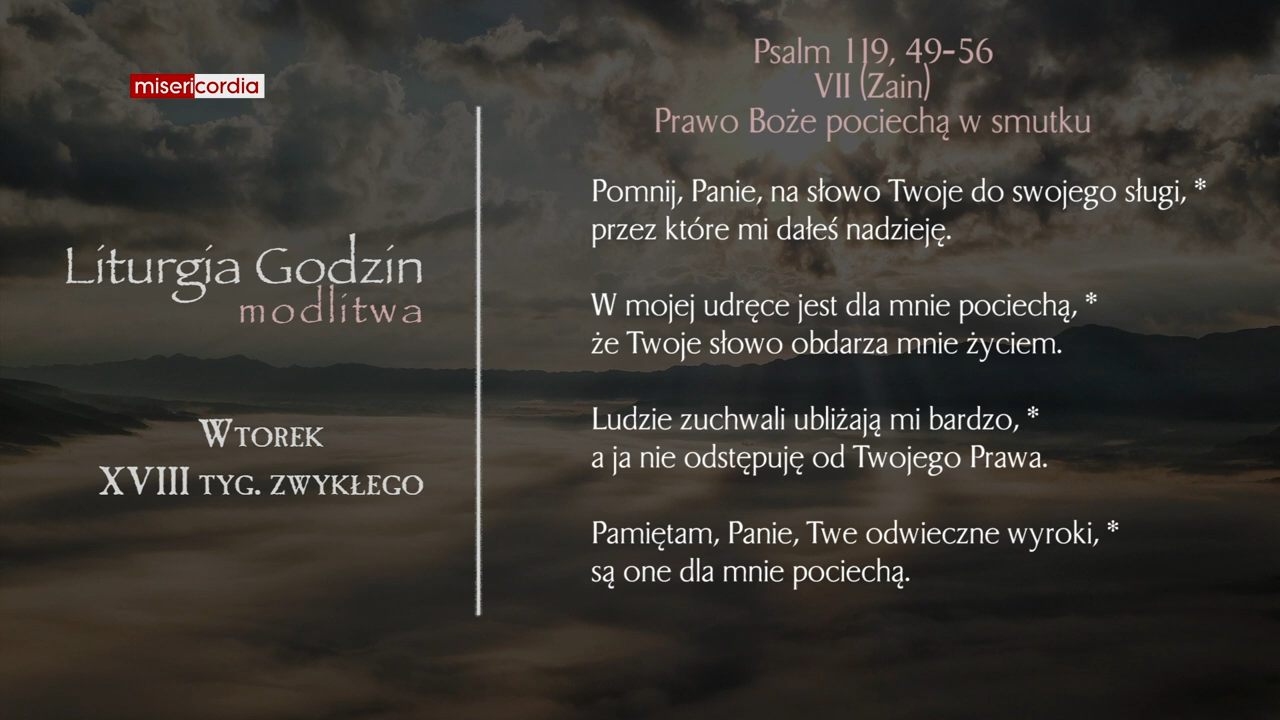 misericordia
Liturgia Godzin
modlitwa
Wtorek
XVIII tyg. zwykłego
Psalm 119, 49-56
VII (Zain)
Prawo Boże pociechą w smutku
Pomnij, Panie, na słowo Twoje do swojego sługi, *
przez które mi dałeś nadzieję.
W mojej udręce jest dla mnie pociechą, *
że Twoje słowo obdarza mnie życiem.
Ludzie zuchwali ubliżają mi bardzo, *
a ja nie odstępuję od Twojego Prawa.
Pamiętam, Panie, Twe odwieczne wyroki, *
są one dla mnie pociechą.